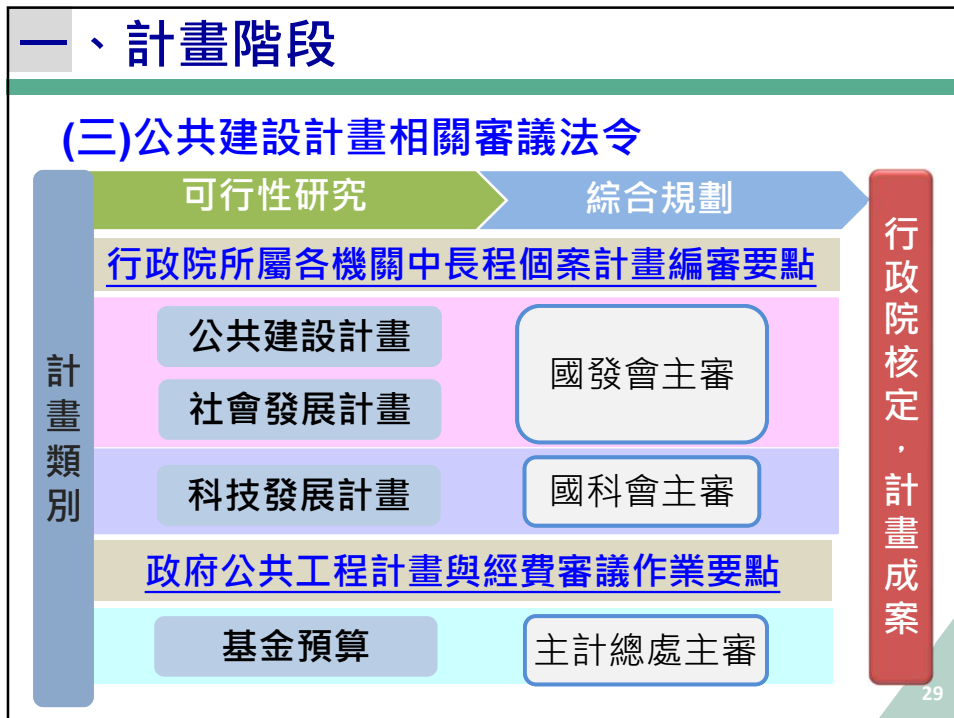 一、計畫階段
(三)公共建設計畫相關審議法令
可行性研究
綜合規劃
計畫類別
行政院所屬各機關中長程個案計畫編審要點
公共建設計畫
社會發展計畫
國發會主審
科技發展計畫
國科會主審
政府公共工程計畫與經費審議作業要點
基金預算
主計總處主審
行政院核定，計畫成案
29